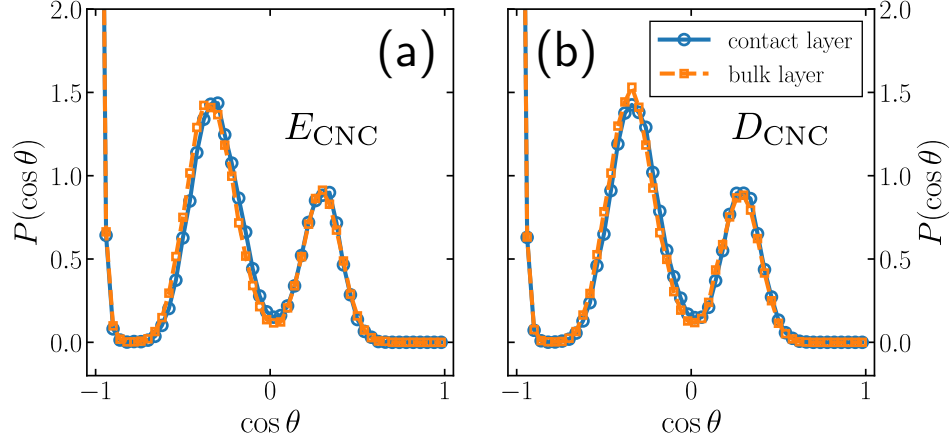 (a)
E_CNC
P(cos θ)
2.0
1.5
1.0
0.5
0.0
−1
0
1
cos θ
(b)
contact layer
bulk layer
D_CNC
2.0
1.5
1.0
0.5
0.0
P(cos θ)
−1
0
1
cos θ